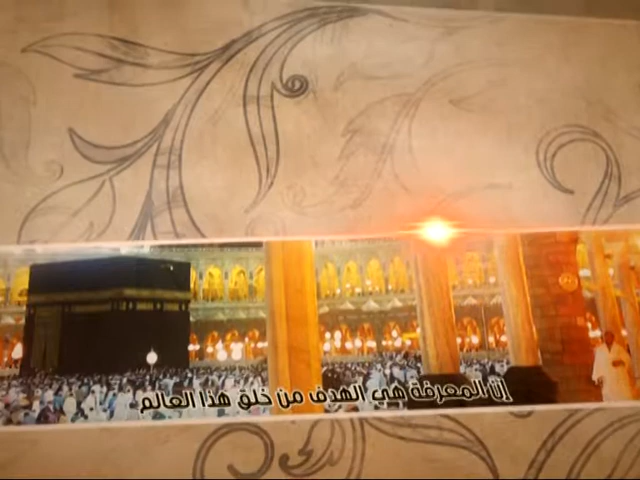 إن المعرفة هي الهدف من خلق هذا العالم